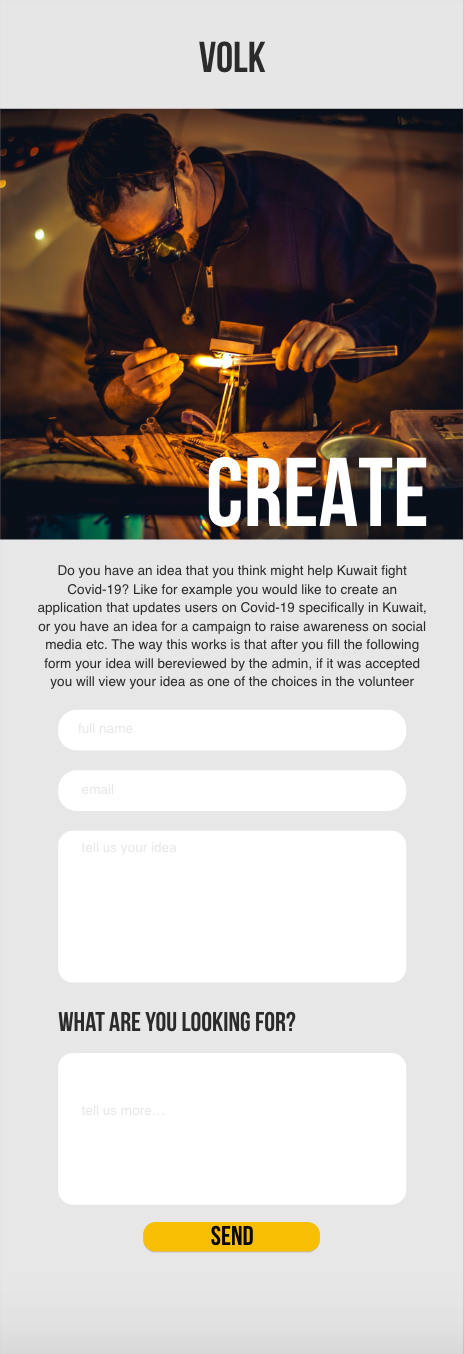 VOLK
CREATE
Do you have an idea that you think might help Kuwait fight
Covid-19? Like for example you would like to create an
application that updates users on Covid-19 specifically in Kuwait,
or you have an idea for a campaign to raise awareness on social
media etc. The way this works is that after you fill the following
form your idea will bereviewed by the admin, if it was accepted
you will view your idea as one of the choices in the volunteer
full name
email
tell us your idea
WHAT ARE YOU LOOKING FOR?
tell us more...
SEND